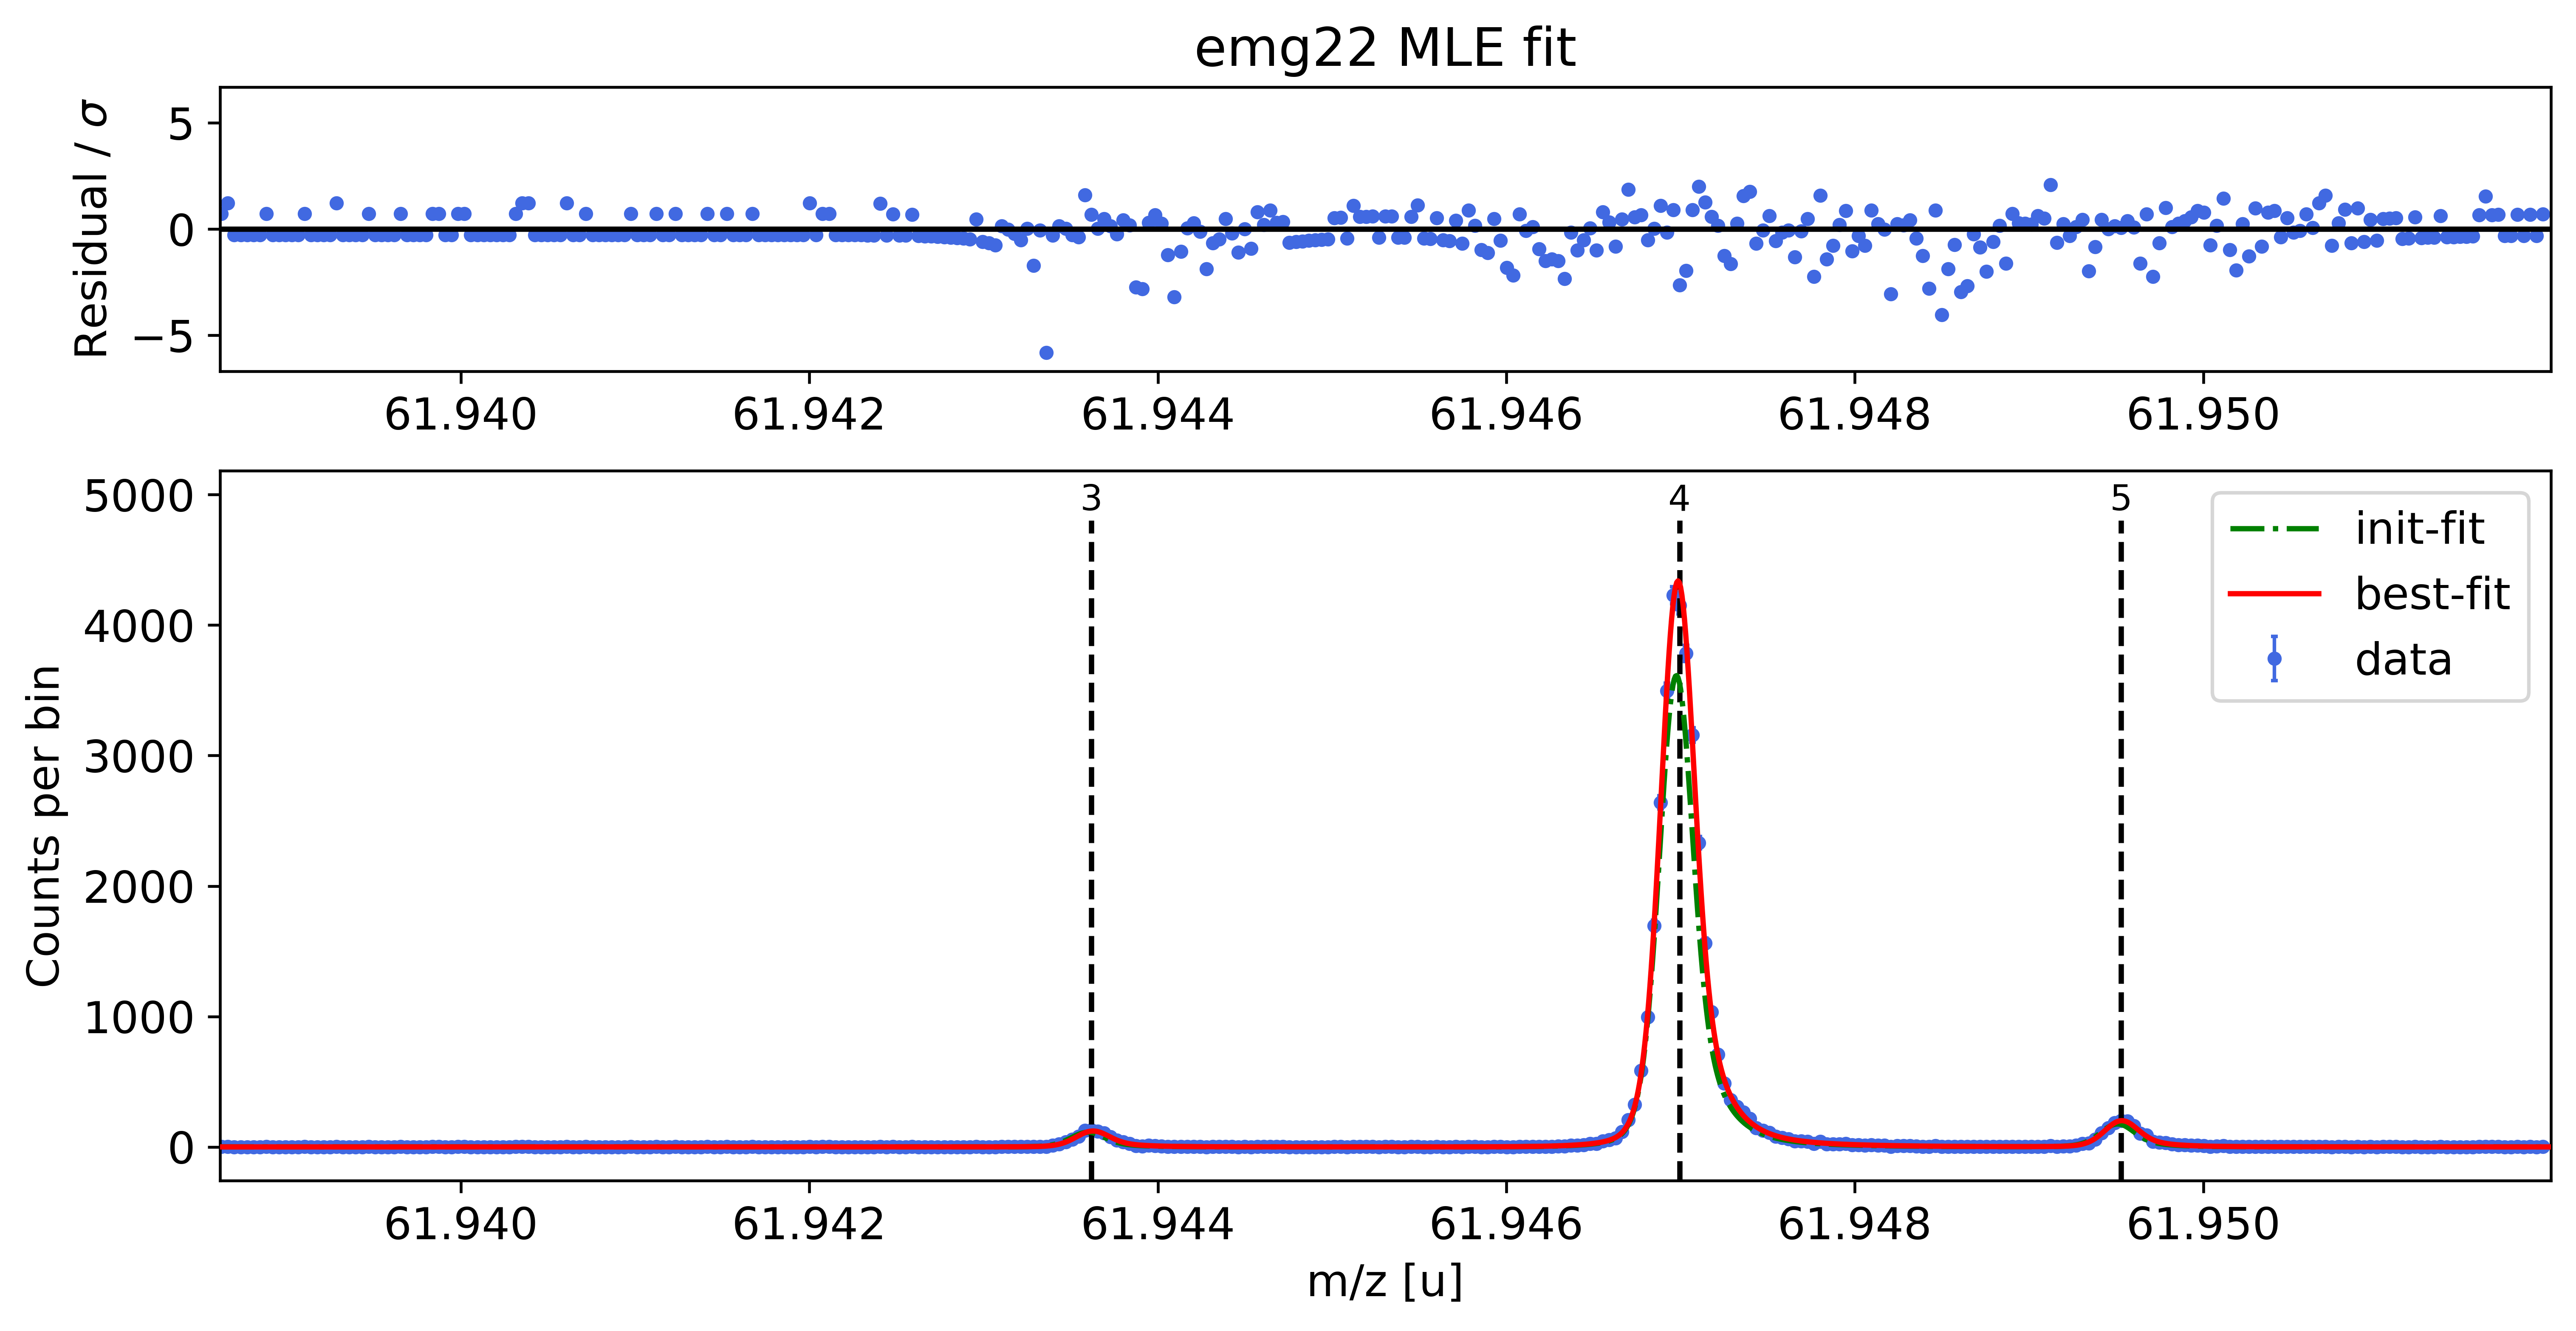 emg22 MLE fit
Residual / σ
5
0
−5
61.940 61.942 61.944 61.946 61.948 61.950
Counts per bin
5000
4000
3000
2000
1000
0
3 4 5
init-fit
best-fit
data
61.940 61.942 61.944 61.946 61.948 61.950
m/z [u]